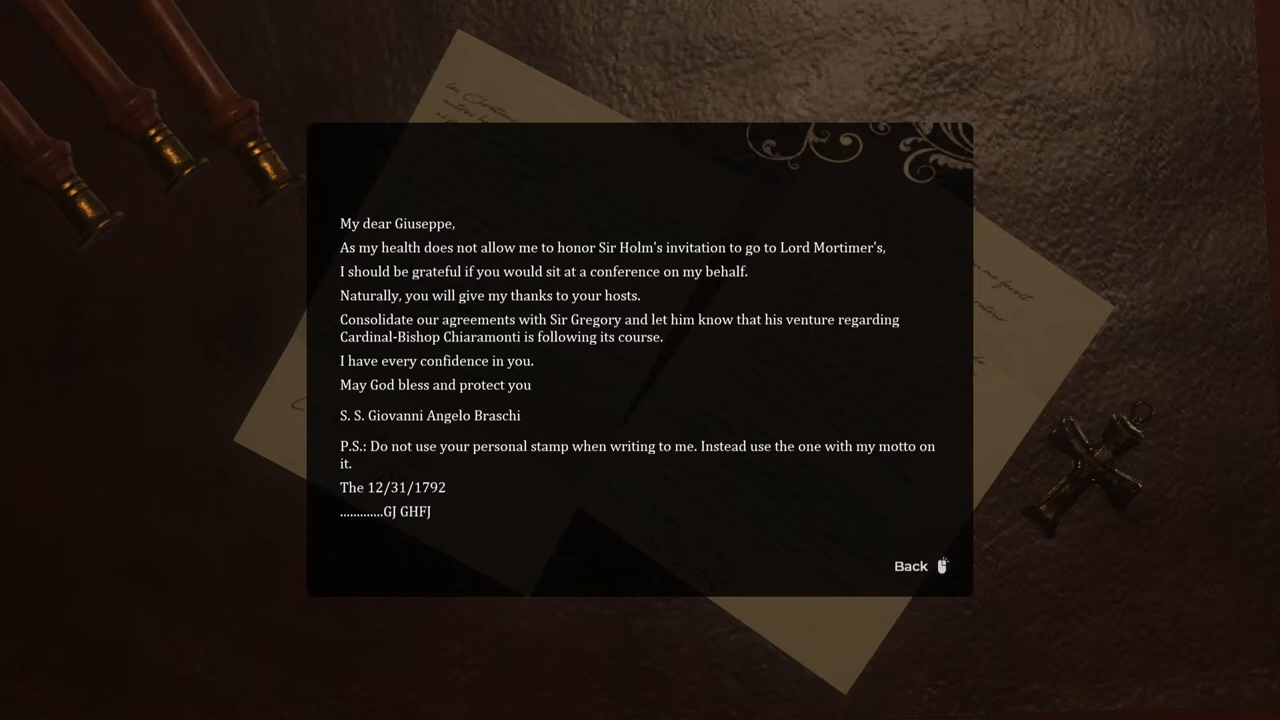 My dear Giuseppe,
As my health does not allow me to honor Sir Holm's invitation to go to Lord Mortimer's,
I should be grateful if you would sit at a conference on my behalf.
Naturally, you will give my thanks to your hosts.
Consolidate our agreements with Sir Gregory and let him know that his venture regarding
Cardinal-Bishop Chiaramonti is following its course.
I have every confidence in you.
May God bless and protect you
S. S. Giovanni Angelo Braschi
P.S.: Do not use your personal stamp when writing to me. Instead use the one with my motto on
it.
The 12/31/1792
.............GJ GHFJ
Back